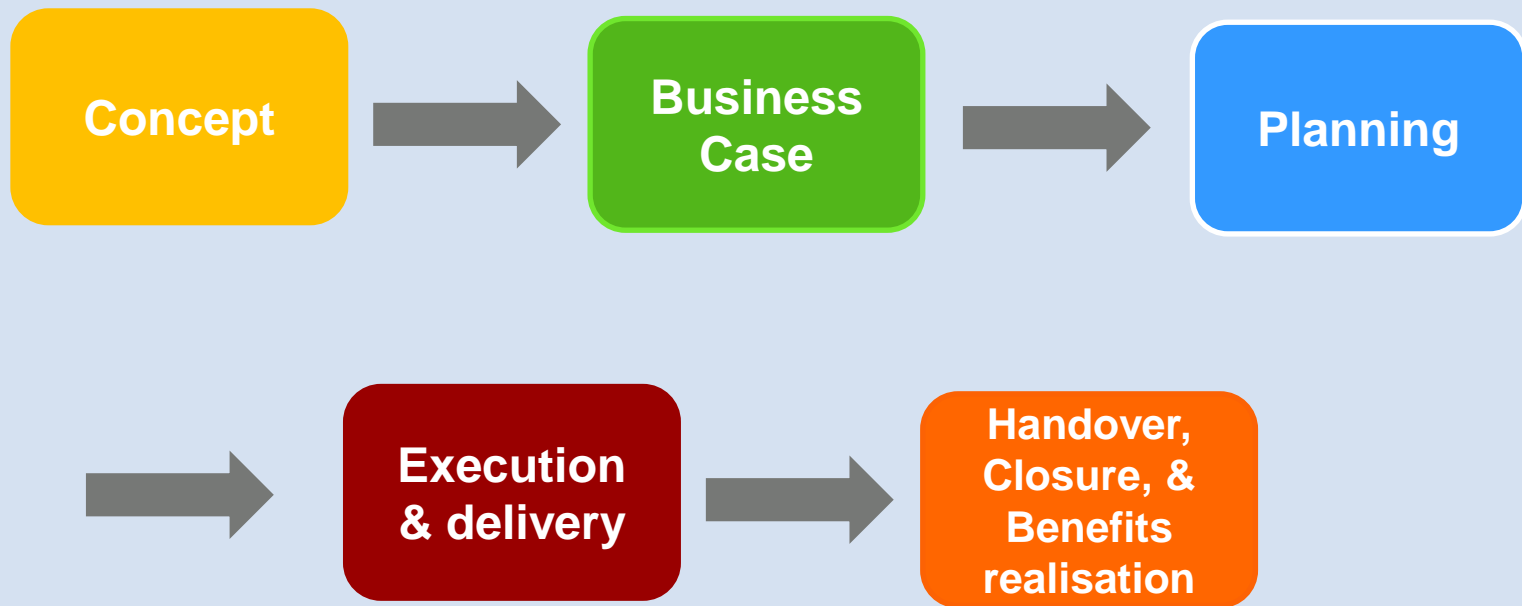 Concept
Business
Case
Planning
Execution
& delivery
Handover,
Closure, &
Benefits
realisation